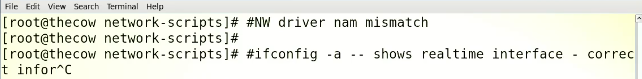 File Edit View Search Terminal Help
[root@thecow network-scripts]# #NW driver nam mismatch
[root@thecow network-scripts]#
[root@thecow network-scripts]# #ifconfig -a -- shows realtime interface - correc
t infor^C